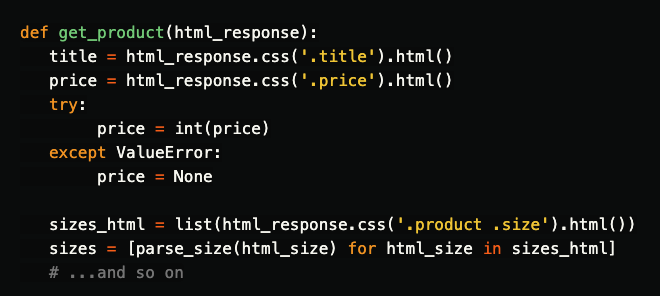 def get_product(html_response):
title = html_response.css('.title').html()
price = html_response.css('.price').html()
try:
price = int(price)
except ValueError:
price = None
sizes_html = list(html_response.css('.product .size').html())
sizes = [parse_size(html_size) for html_size in sizes_html]
# ...and so on